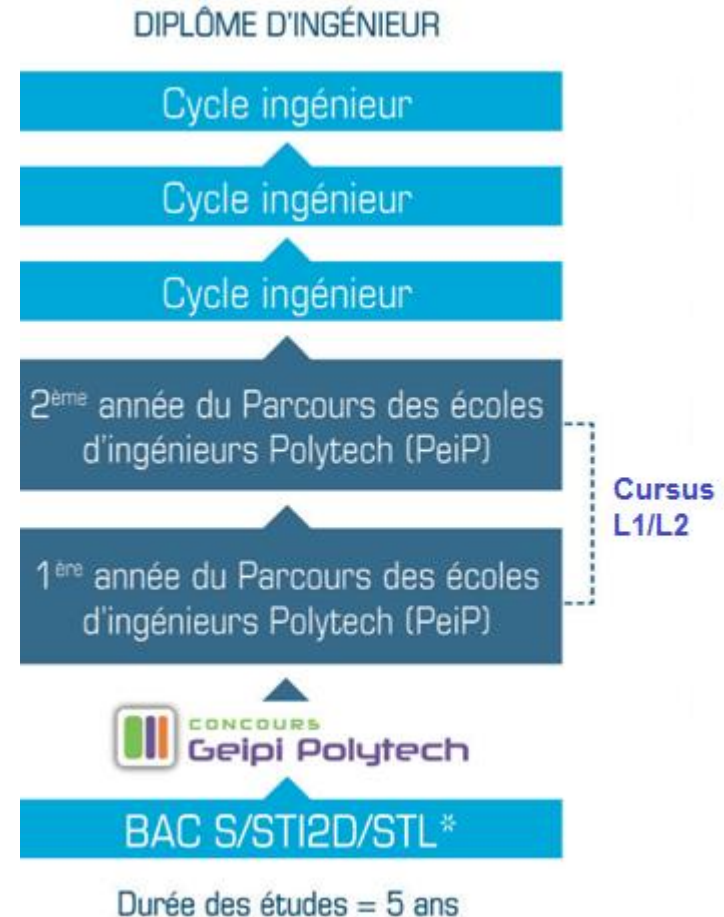 DIPLÔME D'INGÉNIEUR
Cycle ingénieur
Cycle ingénieur
Cycle ingénieur
2ème année du Parcours des écoles
d'ingénieurs Polytech (PeiP)
Cursus
L1/L2
1ère année du Parcours des écoles
d'ingénieurs Polytech (PeiP)
CONCOURS
Geipi Polytech
BAC S/STI2D/STL*
Durée des études = 5 ans